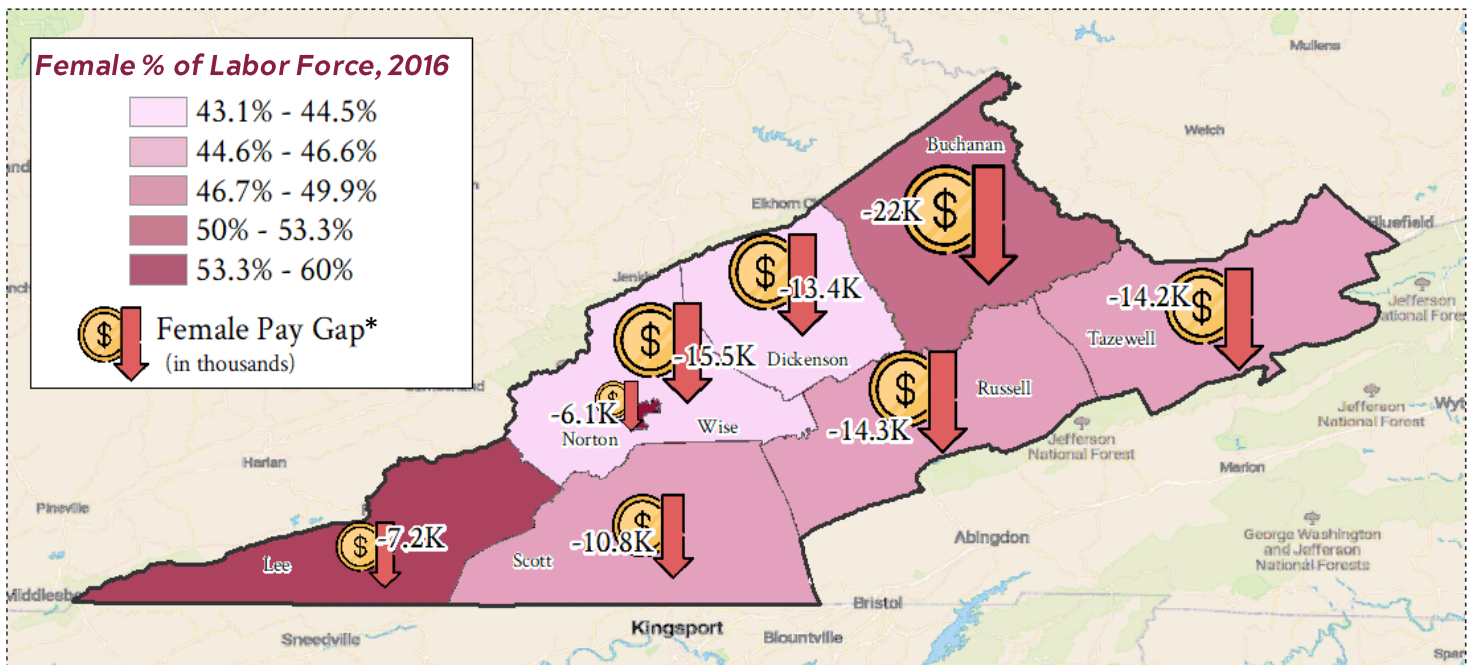 Female % of Labor Force, 2016
43.1% - 44.5%
44.6% - 46.6%
46.7% - 49.9%
50% - 53.3%
53.3% - 60%
$
Female Pay Gap*
(in thousands)
Mullens
Welch
Buchanan
-22K
$
Elkhorn
Bluefield
-14.2K
$
Tazewell
Jefferson
National
$
-13.4K
Dickenson
$
-15.5K
$
-6.1K
Norton
Wise
$
-14.3K
Russell
Jefferson
National Forest
Jefferson
National Forest
Marion
Harlan
Pineville
$
-7.2K
Lee
$
-10.8K
Scott
Abingdon
George Washington
and Jefferson
National Forests
Bristol
Kingsport
Sneedville
Blountville